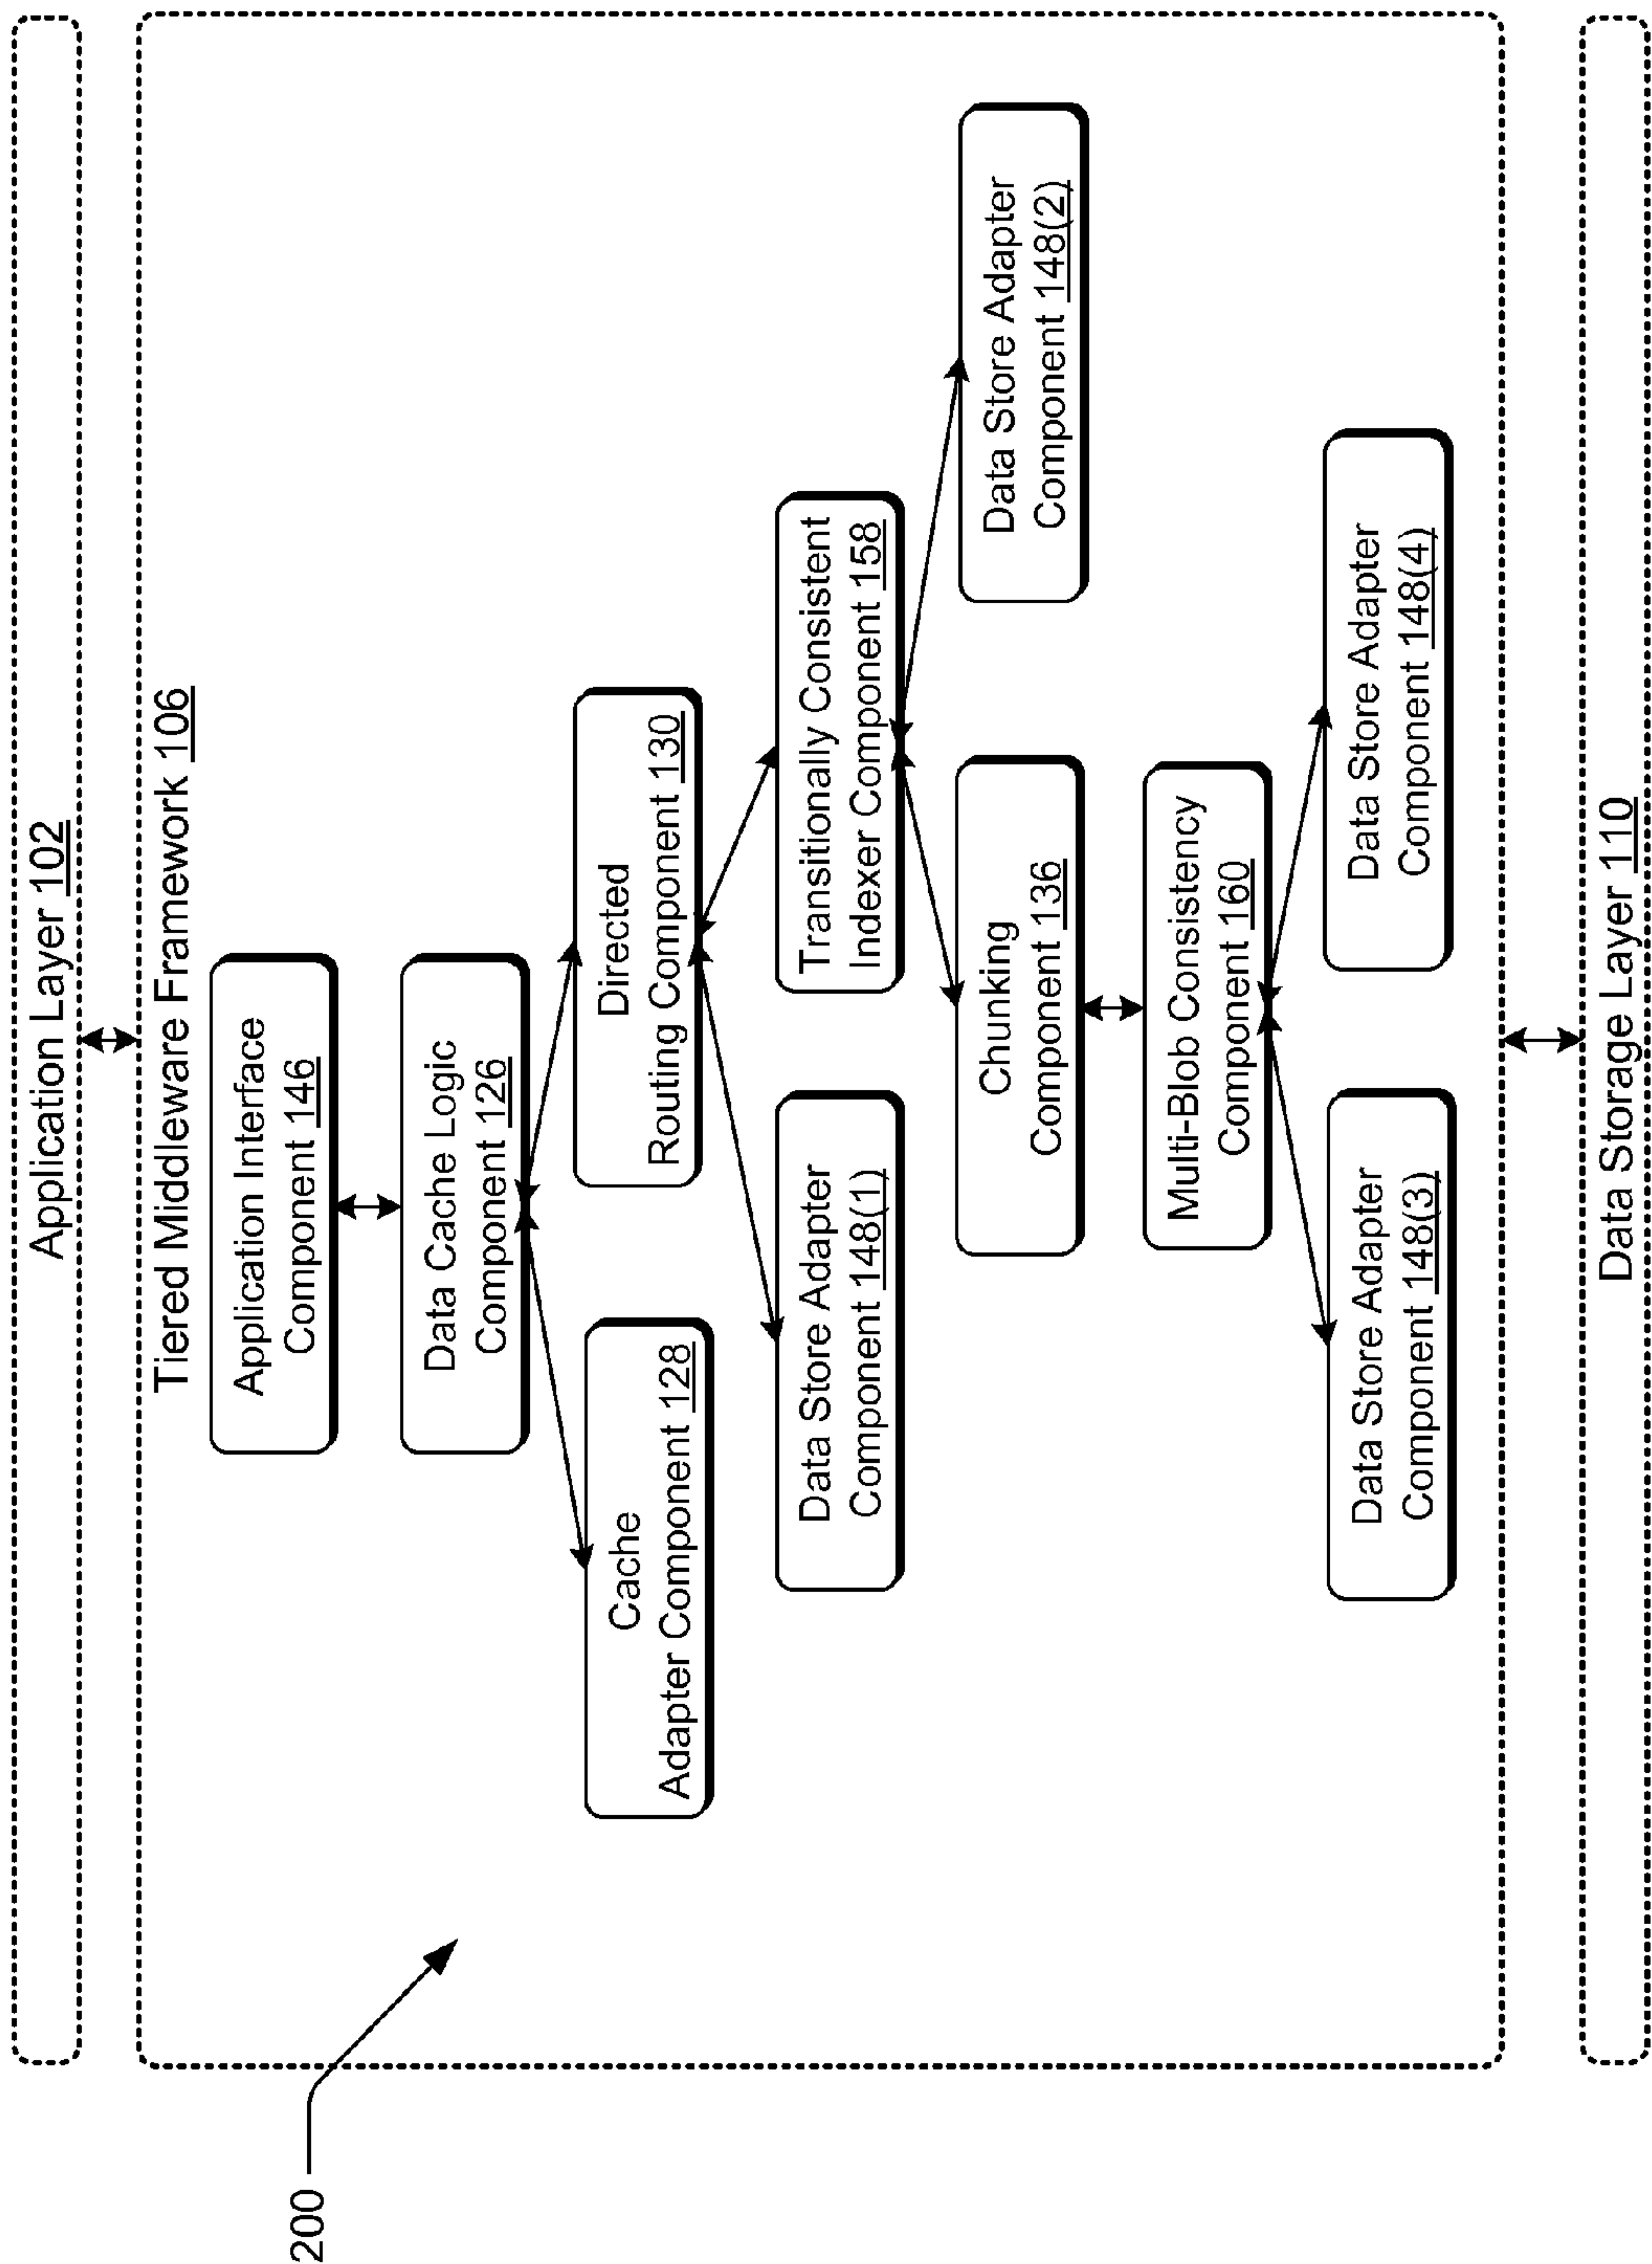 Application Layer 102
Tiered Middleware Framework 106
Application Interface
Component 146
Data Cache Logic
Component 126
Cache
Adapter Component 128
Directed
Routing Component 130
Data Store Adapter
Component 148(1)
Transitionally Consistent
Indexer Component 158
Chunking
Component 136
Data Store Adapter
Component 148(2)
Multi-Blob Consistency
Component 160
Data Store Adapter
Component 148(3)
Data Store Adapter
Component 148(4)
Data Storage Layer 110
200